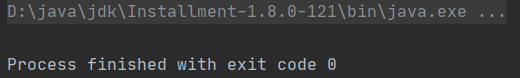 D:\java\jdk\Installment-1.8.0-121\bin\java.exe ...
Process finished with exit code 0